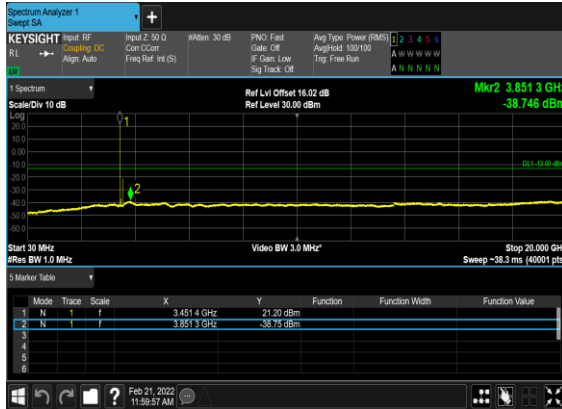 Spectrum Analyzer 1
Swept SA
+
KEYSIGHT Input: RF Input Z: 50 Ω #Atten: 30 dB PNO: Fast Avg Type: Power (RMS) 1 2 3 4 5 6
RL Coupling: DC Corr CCorr Gate: Off Avg|Hold: 100/100 A W W W W W
Align: Auto Freq Ref: Int (S) IF Gain: Low Trig: Free Run
LW Sig Track: Off A N N N N N
1 Spectrum Ref Lvl Offset 16.02 dB Mkr2 3.851 3 GHz
Scale/Div 10 dB Ref Level 30.00 dBm -38.746 dBm
Log
20.0
10.0
0.00
-10.0
-20.0
-30.0
-40.0
-50.0
-60.0
1
2
DL1 -13.00 dBm
Start 30 MHz Video BW 3.0 MHz* Stop 20.000 GHz
#Res BW 1.0 MHz Sweep ~38.3 ms (40001 pts)
5 Marker Table
Mode Trace Scale X Y Function Function Width Function Value
1 N 1 f 3.451 4 GHz 21.20 dBm
2 N 1 f 3.851 3 GHz -38.75 dBm
3
4
5
6
? Feb 21, 2022
11:59:57 AM